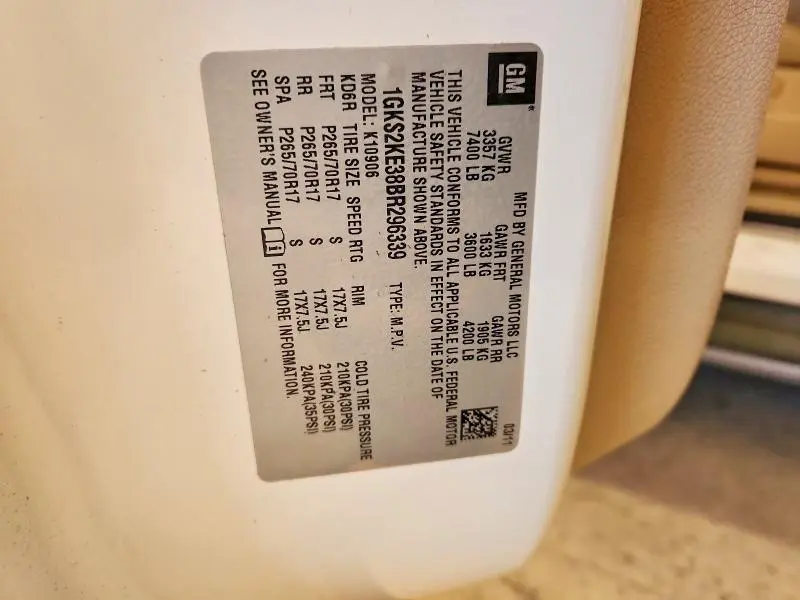 GM®
MFD BY GENERAL MOTORS LLC 03/11
GVWR GAWR FRT GAWR RR
3357 KG 1633 KG 1905 KG
7400 LB 3600 LB 4200 LB
THIS VEHICLE CONFORMS TO ALL APPLICABLE U.S. FEDERAL MOTOR
VEHICLE SAFETY STANDARDS IN EFFECT ON THE DATE OF
MANUFACTURE SHOWN ABOVE.
1GKS2KE38BR296339 TYPE: M.P.V.
MODEL: K10906
KD6R TIRE SIZE SPEED RTG RIM COLD TIRE PRESSURE
FRT P265/70R17 S 17X7.5J 210KPA(30PSI)
RR P265/70R17 S 17X7.5J 210KPA(30PSI)
SPA P265/70R17 S 17X7.5J 240KPA(35PSI)
SEE OWNER'S MANUAL i FOR MORE INFORMATION.